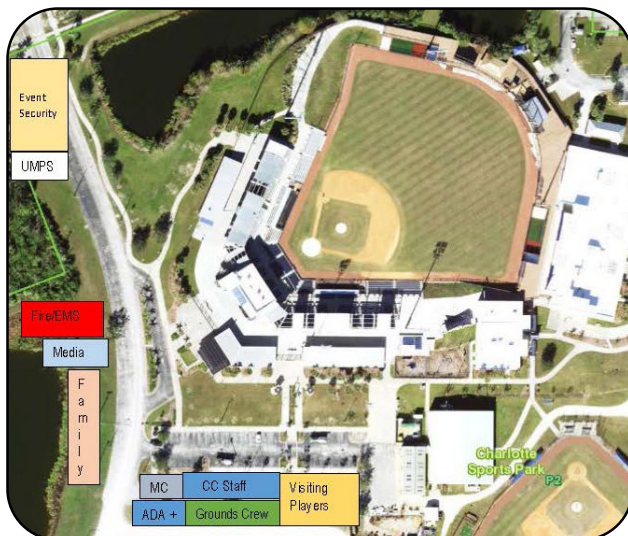 Event
Security
UMPS
Fire/EMS
Media
F
a
m
i
l
y
MC
CC Staff
Visiting
Players
ADA +
Grounds Crew
Charlotte
Sports Park
P2